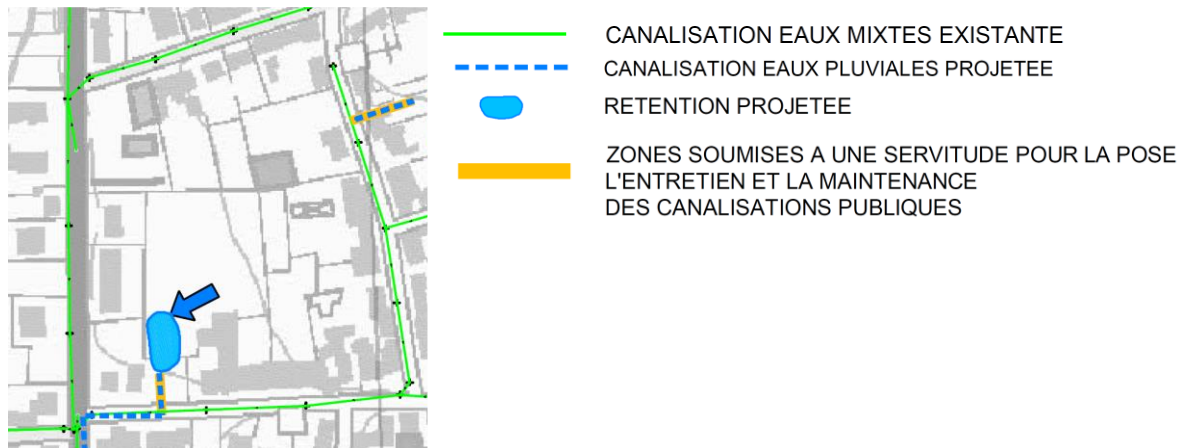 CANALISATION EAUX MIXTES EXISTANTE
CANALISATION EAUX PLUVIALES PROJETEE
RETENTION PROJETEE
ZONES SOUMISES A UNE SERVITUDE POUR LA POSE
L'ENTRETIEN ET LA MAINTENANCE
DES CANALISATIONS PUBLIQUES